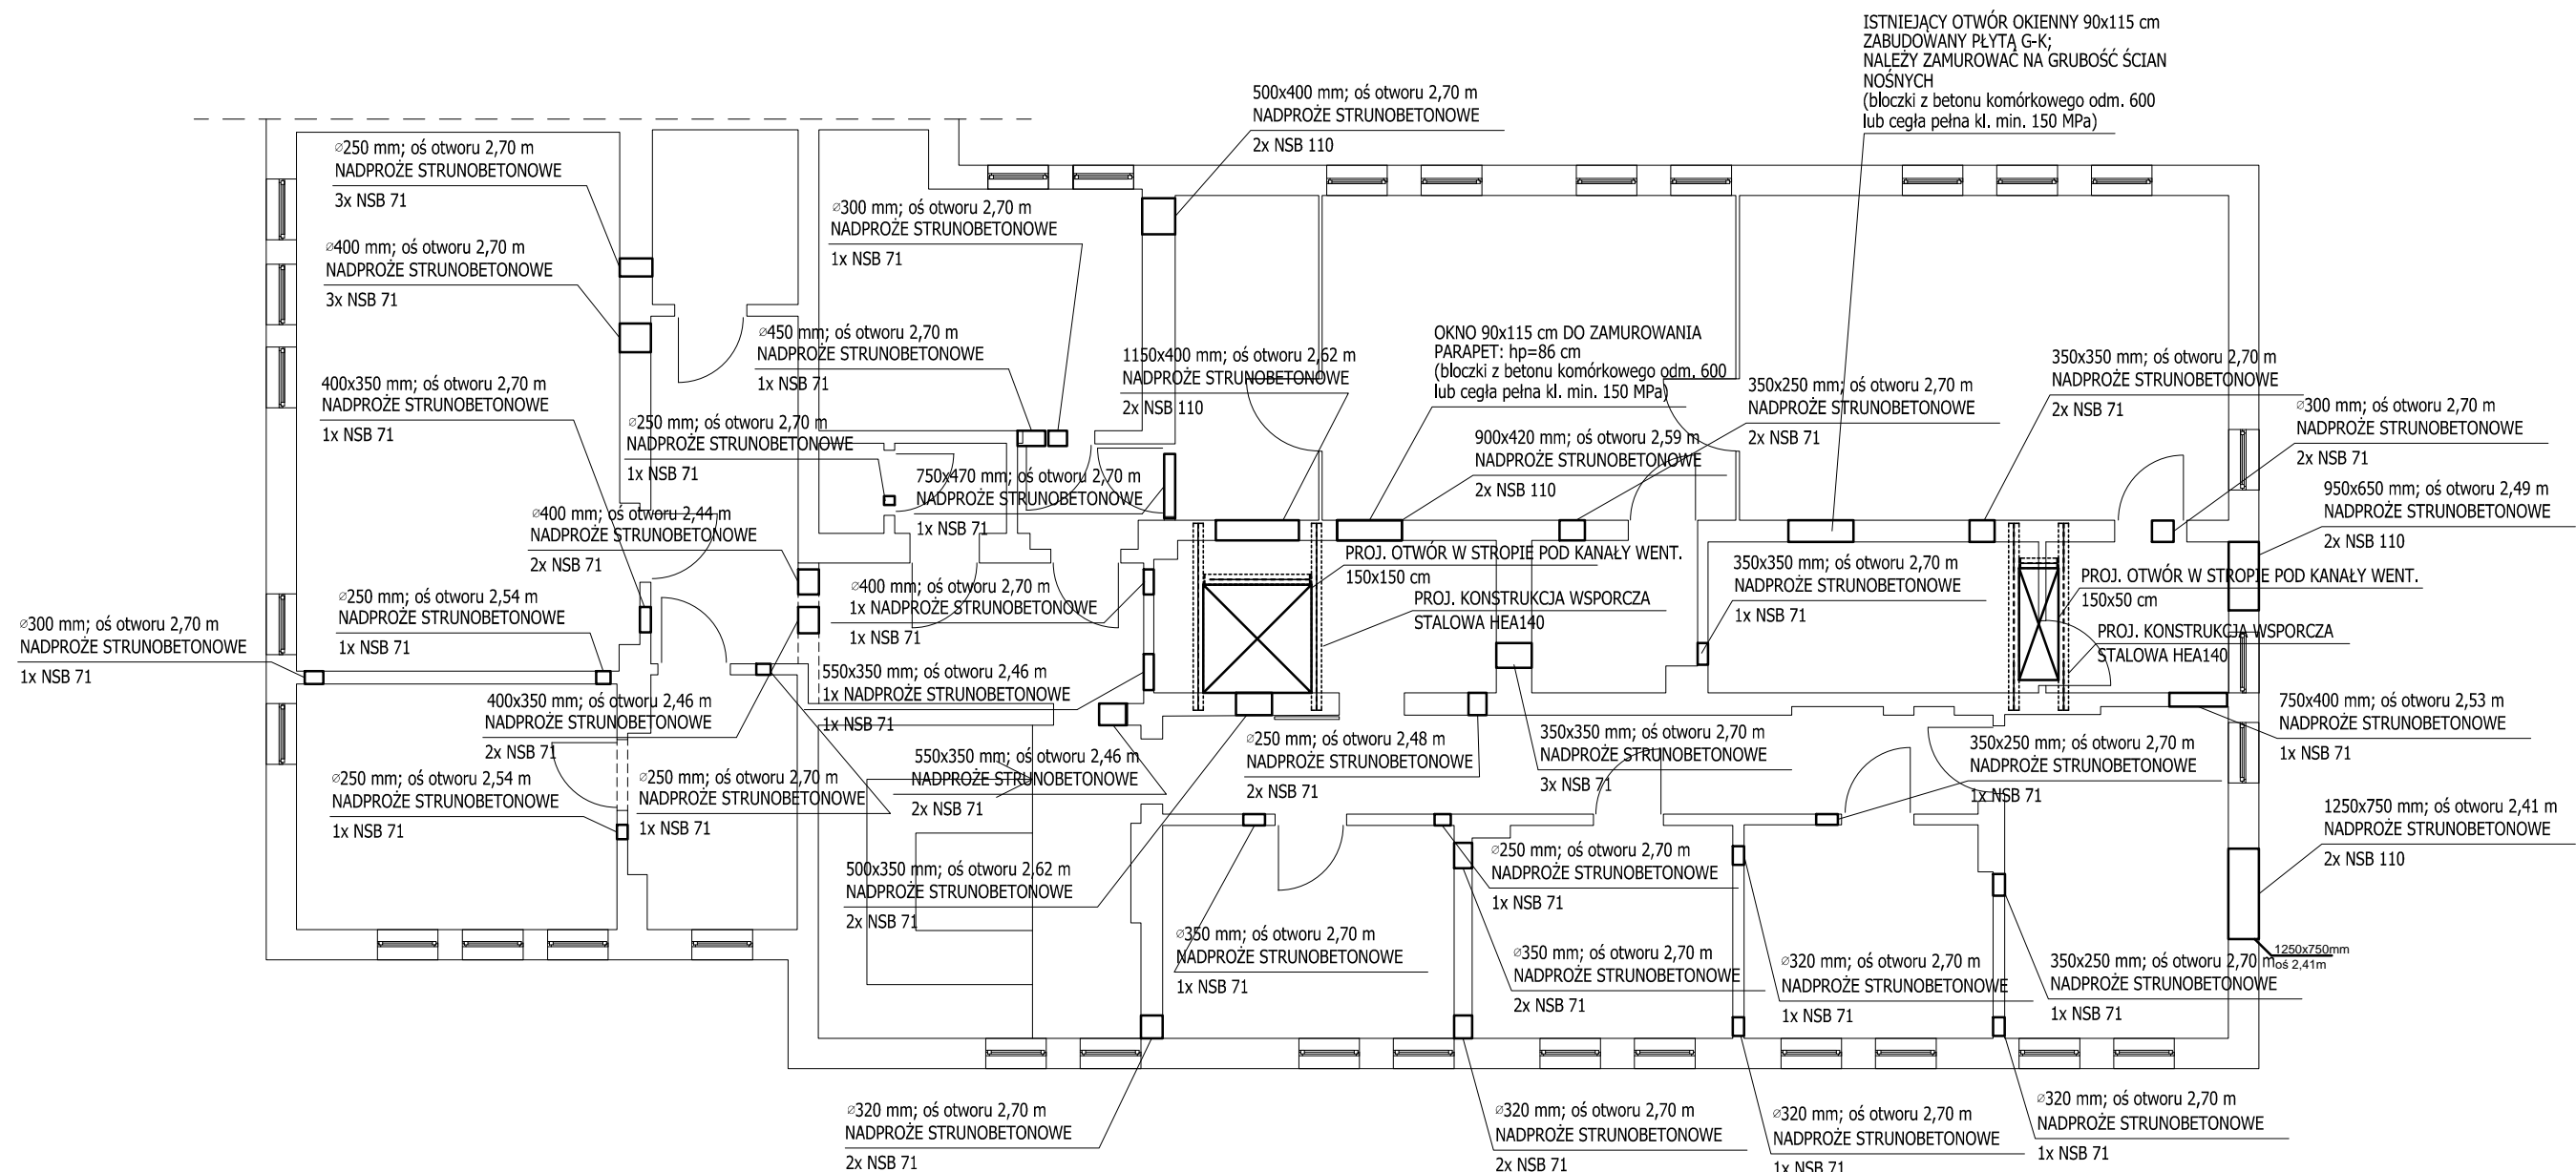 ISTNIEJĄCY OTWÓR OKIENNY 90x115 cm
ZABUDOWANY PŁYTĄ G-K;
NALEŻY ZAMUROWAĆ NA GRUBOŚĆ ŚCIAN
NOŚNYCH
(bloczki z betonu komórkowego odm. 600
lub cegła pełna kl. min. 150 MPa)
500x400 mm; oś otworu 2,70 m
NADPROŻE STRUNOBETONOWE
2x NSB 110
⌀250 mm; oś otworu 2,70 m
NADPROŻE STRUNOBETONOWE
3x NSB 71
⌀300 mm; oś otworu 2,70 m
NADPROŻE STRUNOBETONOWE
1x NSB 71
⌀400 mm; oś otworu 2,70 m
NADPROŻE STRUNOBETONOWE
3x NSB 71
⌀450 mm; oś otworu 2,70 m
NADPROŻE STRUNOBETONOWE
1x NSB 71
1150x400 mm; oś otworu 2,62 m
NADPROŻE STRUNOBETONOWE
2x NSB 110
OKNO 90x115 cm DO ZAMUROWANIA
PARAPET: hp=86 cm
(bloczki z betonu komórkowego odm. 600
lub cegła pełna kl. min. 150 MPa)
350x350 mm; oś otworu 2,70 m
NADPROŻE STRUNOBETONOWE
2x NSB 71
400x350 mm; oś otworu 2,70 m
NADPROŻE STRUNOBETONOWE
1x NSB 71
350x250 mm; oś otworu 2,70 m
NADPROŻE STRUNOBETONOWE
2x NSB 71
⌀300 mm; oś otworu 2,70 m
NADPROŻE STRUNOBETONOWE
2x NSB 71
⌀250 mm; oś otworu 2,70 m
NADPROŻE STRUNOBETONOWE
1x NSB 71
900x420 mm; oś otworu 2,59 m
NADPROŻE STRUNOBETONOWE
2x NSB 110
750x470 mm; oś otworu 2,70 m
NADPROŻE STRUNOBETONOWE
1x NSB 71
950x650 mm; oś otworu 2,49 m
NADPROŻE STRUNOBETONOWE
2x NSB 110
⌀400 mm; oś otworu 2,44 m
NADPROŻE STRUNOBETONOWE
2x NSB 71
PROJ. OTWÓR W STROPIE POD KANAŁY WENT.
150x150 cm
PROJ. KONSTRUKCJA WSPORCZA
STALOWA HEA140
350x350 mm; oś otworu 2,70 m
NADPROŻE STRUNOBETONOWE
1x NSB 71
PROJ. OTWÓR W STROPIE POD KANAŁY WENT.
150x50 cm
PROJ. KONSTRUKCJA WSPORCZA
STALOWA HEA140
⌀400 mm; oś otworu 2,70 m
1x NADPROŻE STRUNOBETONOWE
1x NSB 71
⌀250 mm; oś otworu 2,54 m
NADPROŻE STRUNOBETONOWE
1x NSB 71
⌀300 mm; oś otworu 2,70 m
NADPROŻE STRUNOBETONOWE
1x NSB 71
550x350 mm; oś otworu 2,46 m
1x NADPROŻE STRUNOBETONOWE
1x NSB 71
400x350 mm; oś otworu 2,46 m
NADPROŻE STRUNOBETONOWE
2x NSB 71
750x400 mm; oś otworu 2,53 m
NADPROŻE STRUNOBETONOWE
1x NSB 71
⌀250 mm; oś otworu 2,48 m
NADPROŻE STRUNOBETONOWE
2x NSB 71
350x350 mm; oś otworu 2,70 m
NADPROŻE STRUNOBETONOWE
3x NSB 71
350x250 mm; oś otworu 2,70 m
NADPROŻE STRUNOBETONOWE
1x NSB 71
550x350 mm; oś otworu 2,46 m
NADPROŻE STRUNOBETONOWE
2x NSB 71
⌀250 mm; oś otworu 2,54 m
NADPROŻE STRUNOBETONOWE
1x NSB 71
⌀250 mm; oś otworu 2,70 m
NADPROŻE STRUNOBETONOWE
1x NSB 71
1250x750 mm; oś otworu 2,41 m
NADPROŻE STRUNOBETONOWE
2x NSB 110
500x350 mm; oś otworu 2,62 m
NADPROŻE STRUNOBETONOWE
2x NSB 71
⌀250 mm; oś otworu 2,70 m
NADPROŻE STRUNOBETONOWE
1x NSB 71
⌀350 mm; oś otworu 2,70 m
NADPROŻE STRUNOBETONOWE
1x NSB 71
⌀350 mm; oś otworu 2,70 m
NADPROŻE STRUNOBETONOWE
2x NSB 71
⌀320 mm; oś otworu 2,70 m
NADPROŻE STRUNOBETONOWE
1x NSB 71
350x250 mm; oś otworu 2,70 m
NADPROŻE STRUNOBETONOWE
1x NSB 71
1250x750mm
oś 2,41m
⌀320 mm; oś otworu 2,70 m
NADPROŻE STRUNOBETONOWE
2x NSB 71
⌀320 mm; oś otworu 2,70 m
NADPROŻE STRUNOBETONOWE
2x NSB 71
⌀320 mm; oś otworu 2,70 m
NADPROŻE STRUNOBETONOWE
1x NSB 71
⌀320 mm; oś otworu 2,70 m
NADPROŻE STRUNOBETONOWE
1x NSB 71